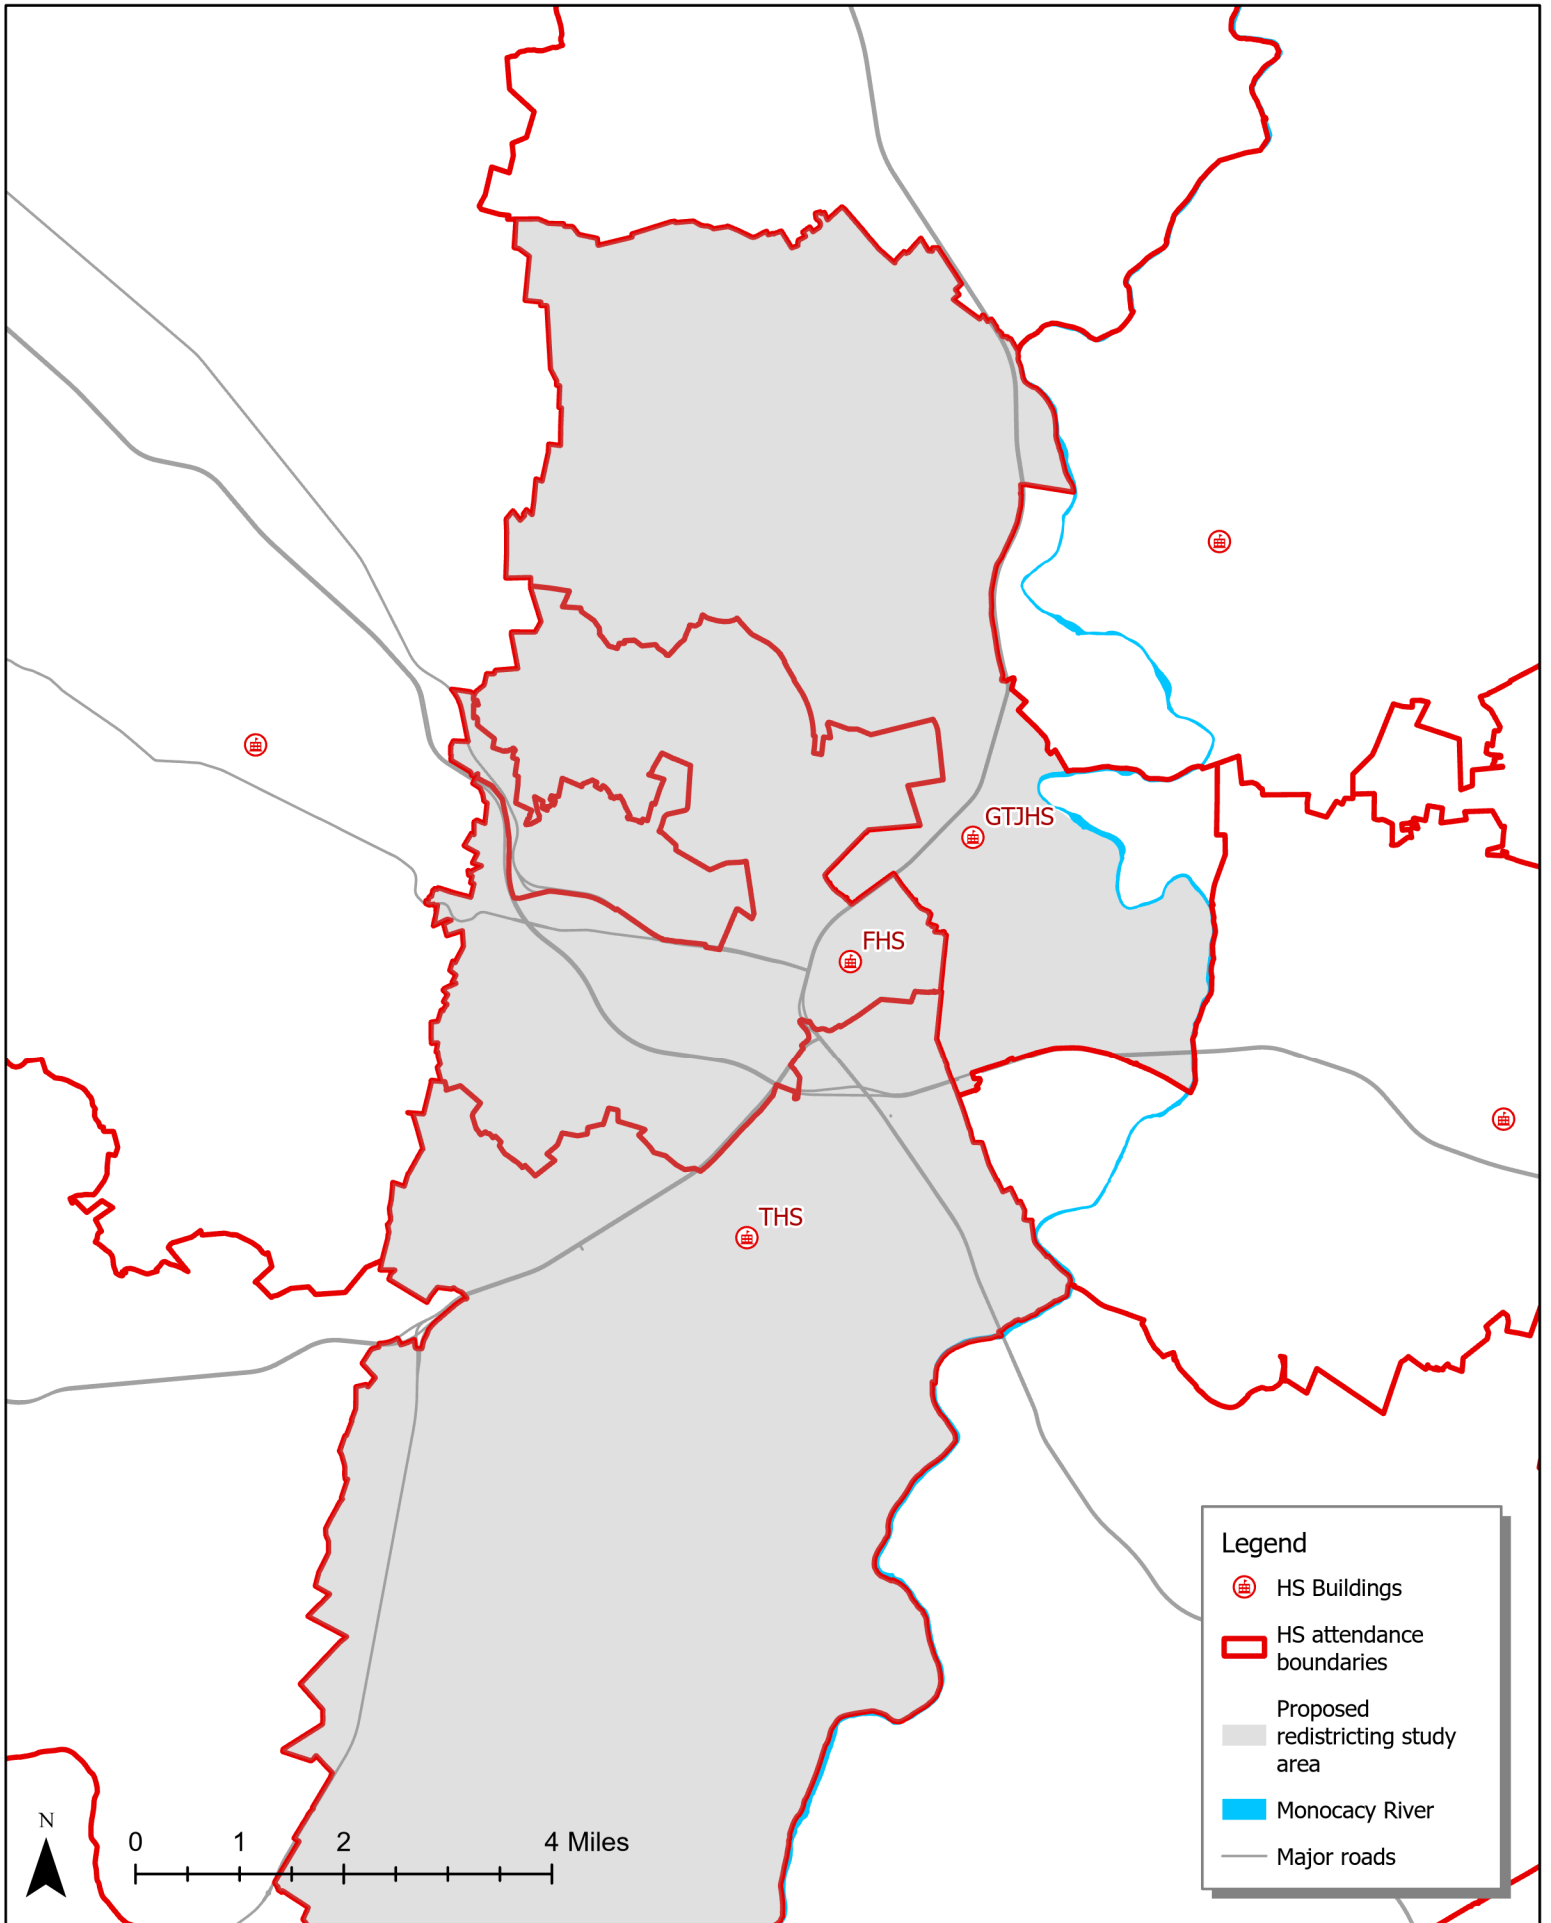 GTJHS
FHS
THS
Legend
HS Buildings
HS attendance
boundaries
Proposed
redistricting study
area
Monocacy River
Major roads
N
0 1 2 4 Miles